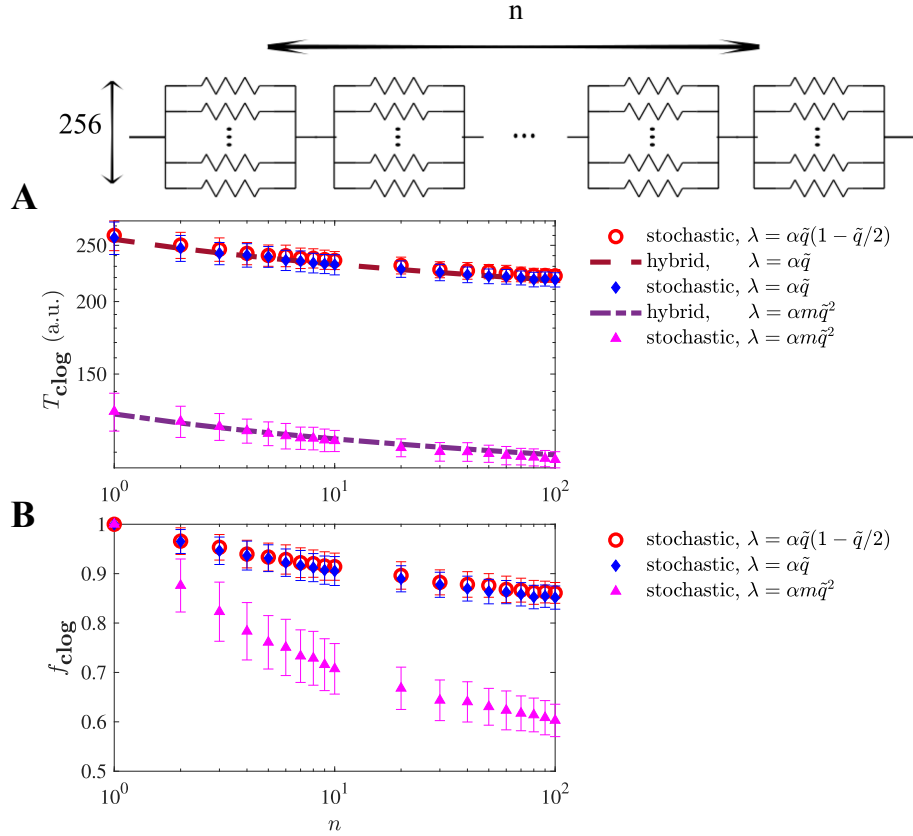 n
256
A
250
200
150
T_clog (a.u.)
10^0
10^1
10^2
stochastic, λ = αq̃(1 − q̃/2)
hybrid, λ = αq̃
stochastic, λ = αq̃
hybrid, λ = αmq̃^2
stochastic, λ = αmq̃^2
B
1
0.9
0.8
0.7
0.6
0.5
f_clog
10^0
10^1
10^2
n
stochastic, λ = αq̃(1 − q̃/2)
stochastic, λ = αq̃
stochastic, λ = αmq̃^2